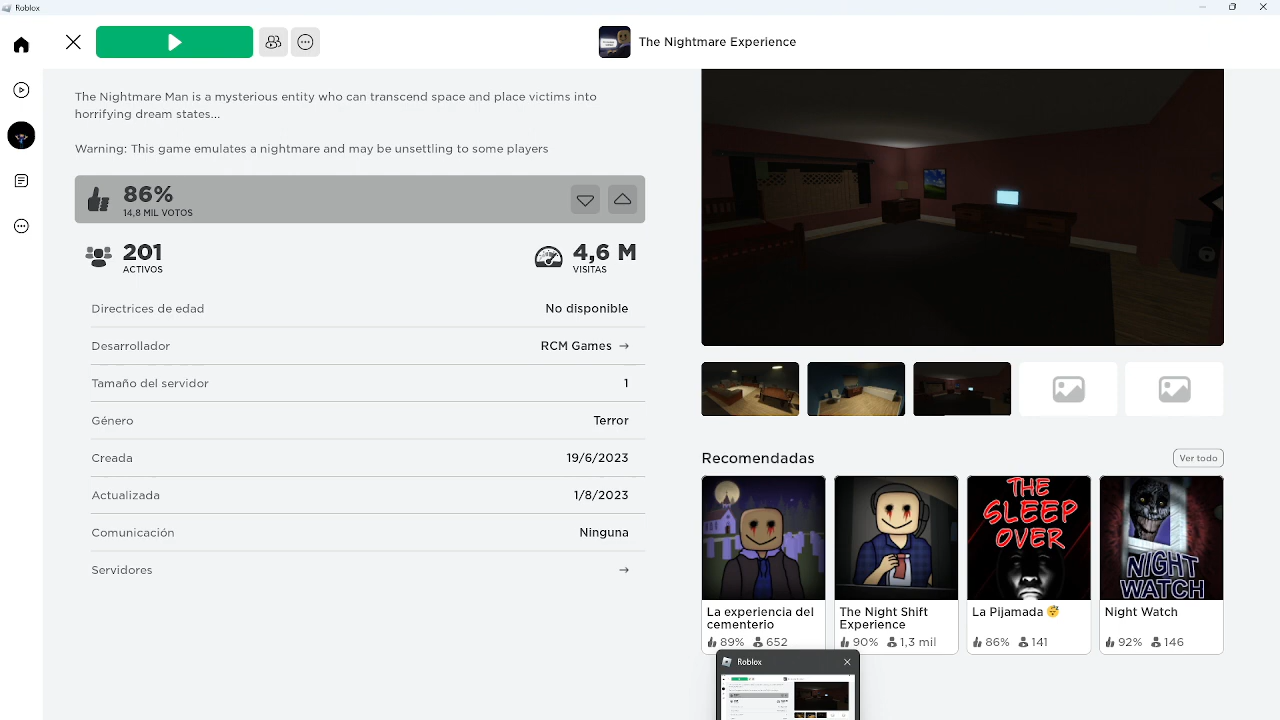 Roblox
The Nightmare Experience
The Nightmare Man is a mysterious entity who can transcend space and place victims into
horrifying dream states...
Warning: This game emulates a nightmare and may be unsettling to some players
86%
14,8 MIL VOTOS
201
ACTIVOS
4,6 M
VISITAS
Directrices de edad No disponible
Desarrollador RCM Games →
Tamaño del servidor 1
Género Terror
Creada 19/6/2023
Actualizada 1/8/2023
Comunicación Ninguna
Servidores →
Recomendadas Ver todo
THE
SLEEP
OVER
NIGHT
WATCH
La experiencia del
cementerio
89% 652
The Night Shift
Experience
90% 1,3 mil
La Pijamada 😴
86% 141
Night Watch
92% 146
Roblox